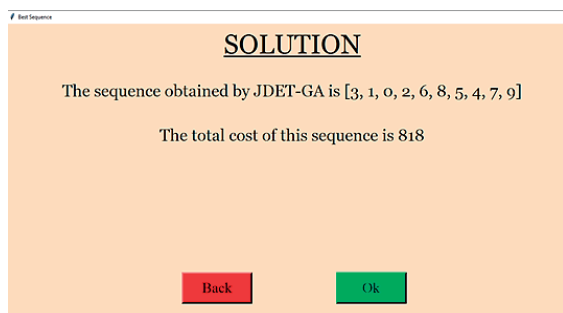 Best Sequence
SOLUTION
The sequence obtained by JDET-GA is [3, 1, 0, 2, 6, 8, 5, 4, 7, 9]
The total cost of this sequence is 818
Back Ok